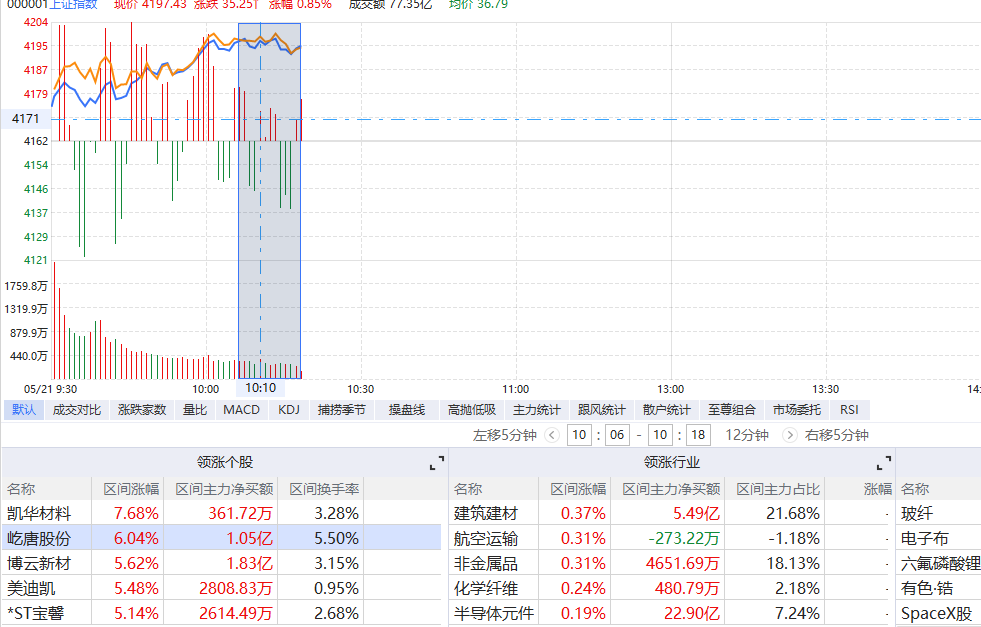 000001上证指数 现价 4197.43 涨跌 35.25↑ 涨幅 0.85% 成交额 77.35亿 均价 36.79
4204
4195
4187
4179
4171
4162
4154
4146
4137
4129
4121
1759.8万
1319.9万
879.9万
440.0万
05/21 9:30 10:00 10:10 10:30 11:00 13:00 13:30 14:
默认 成交对比 涨跌家数 量比 MACD KDJ 捕捞季节 操盘线 高抛低吸 主力统计 跟风统计 散户统计 至尊组合 市场委托 RSI
左移5分钟 10 : 06 - 10 : 18 12分钟 右移5分钟
领涨个股 领涨行业
名称 区间涨幅 区间主力净买额 区间换手率 名称 区间涨幅 区间主力净买额 区间主力占比 涨幅 名称
凯华材料 7.68% 361.72万 3.28% 建筑建材 0.37% 5.49亿 21.68% - 玻纤
屹唐股份 6.04% 1.05亿 5.50% 航空运输 0.31% -273.22万 -1.18% - 电子布
博云新材 5.62% 1.83亿 3.15% 非金属品 0.31% 4651.69万 18.13% - 六氟磷酸锂
美迪凯 5.48% 2808.83万 0.95% 化学纤维 0.24% 480.79万 2.18% - 有色·锆
*ST宝馨 5.14% 2614.49万 2.68% 半导体元件 0.19% 22.90亿 7.24% - SpaceX股